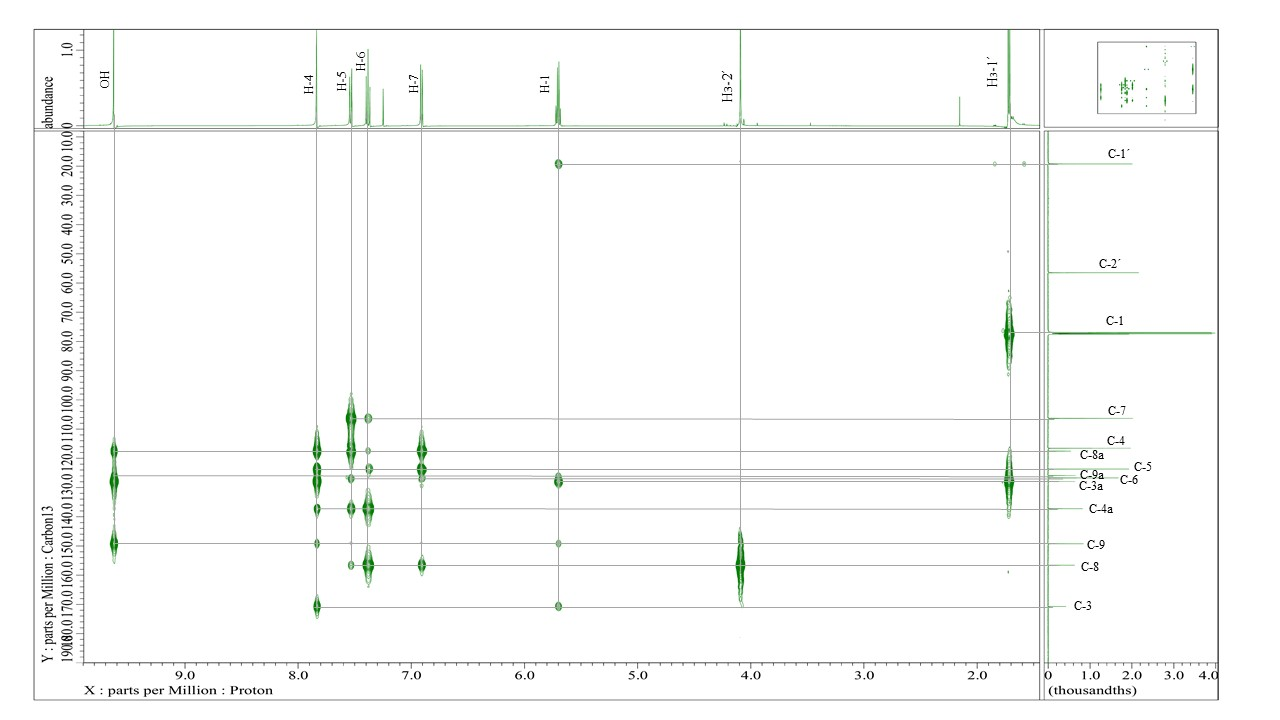 abundance
1.0
0.0
OH
H-4
H-5
H-6
H-7
H-1
H₃-2´
H₃-1´
Y : parts per Million : Carbon13
10.0
20.0
30.0
40.0
50.0
60.0
70.0
80.0
90.0
100.0
110.0
120.0
130.0
140.0
150.0
160.0
170.0
180.0
190.0
C-1´
C-2´
C-1
C-7
C-4
C-8a
C-5
C-9a
C-6
C-3a
C-4a
C-9
C-8
C-3
9.0 8.0 7.0 6.0 5.0 4.0 3.0 2.0
X : parts per Million : Proton
0 1.0 2.0 3.0 4.0
(thousandths)